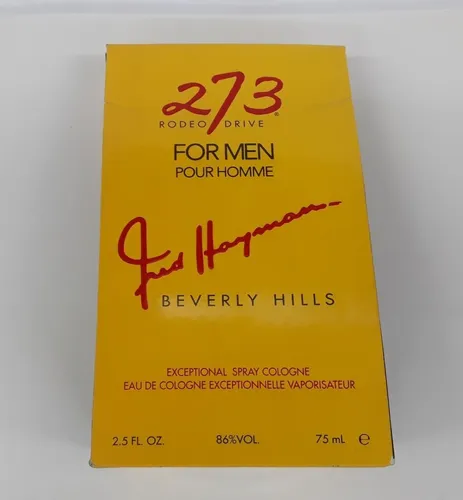 273®
RODEO DRIVE
FOR MEN
POUR HOMME
Fred Hayman
BEVERLY HILLS
EXCEPTIONAL SPRAY COLOGNE
EAU DE COLOGNE EXCEPTIONNELLE VAPORISATEUR
2.5 FL. OZ. 86%VOL. 75 mL ℮